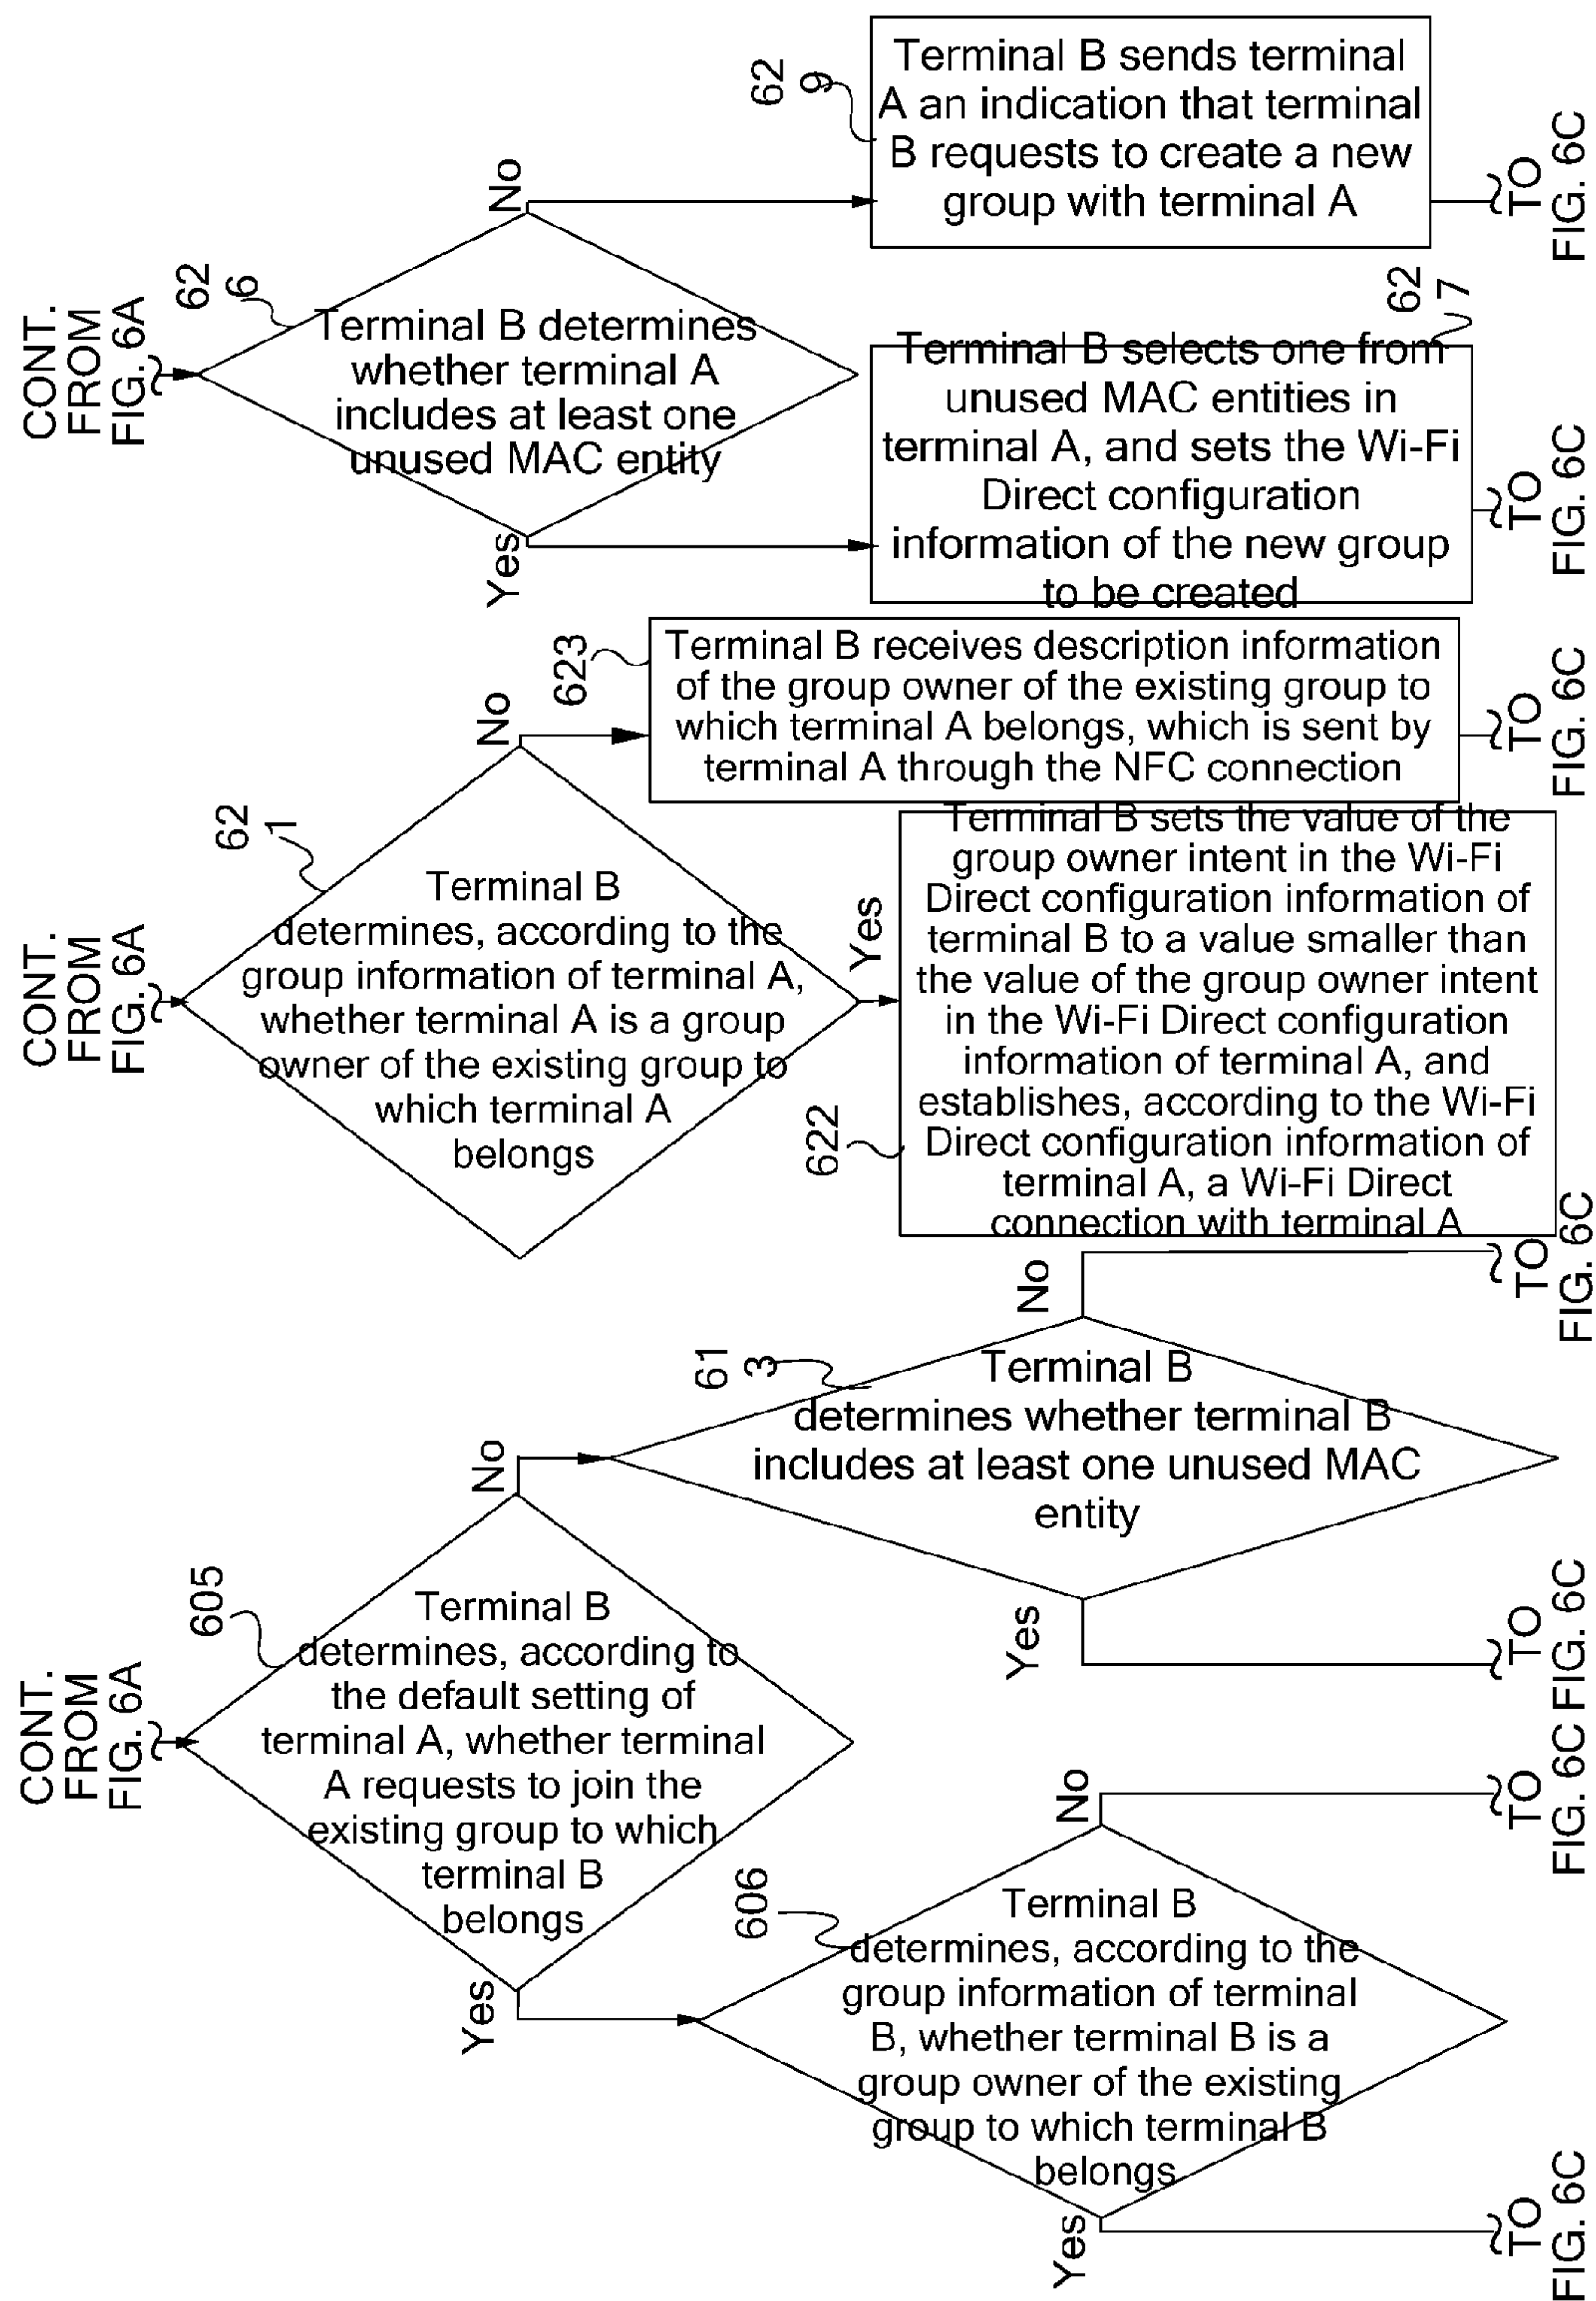 CONT.
FROM
FIG. 6A
62
6
Terminal B determines
whether terminal A
includes at least one
unused MAC entity
No
Yes
62
9
Terminal B sends terminal
A an indication that terminal
B requests to create a new
group with terminal A
TO
FIG. 6C
62
7
Terminal B selects one from
unused MAC entities in
terminal A, and sets the Wi-Fi
Direct configuration
information of the new group
to be created
TO
FIG. 6C
CONT.
FROM
FIG. 6A
62
1
Terminal B
determines, according to the
group information of terminal A,
whether terminal A is a group
owner of the existing group to
which terminal A
belongs
No
Yes
623
Terminal B receives description information
of the group owner of the existing group to
which terminal A belongs, which is sent by
terminal A through the NFC connection
TO
FIG. 6C
622
Terminal B sets the value of the
group owner intent in the Wi-Fi
Direct configuration information of
terminal B to a value smaller than
the value of the group owner intent
in the Wi-Fi Direct configuration
information of terminal A, and
establishes, according to the Wi-Fi
Direct configuration information of
terminal A, a Wi-Fi Direct
connection with terminal A
CONT.
FROM
FIG. 6A
605
Terminal B
determines, according to
the default setting of
terminal A, whether terminal
A requests to join the
existing group to which
terminal B
belongs
No
Yes
61
3
Terminal B
determines whether terminal B
includes at least one unused MAC
entity
No
TO
FIG. 6C
Yes
TO
FIG. 6C
606
Terminal B
determines, according to the
group information of terminal
B, whether terminal B is a
group owner of the existing
group to which terminal B
belongs
No
TO
FIG. 6C
Yes
TO
FIG. 6C